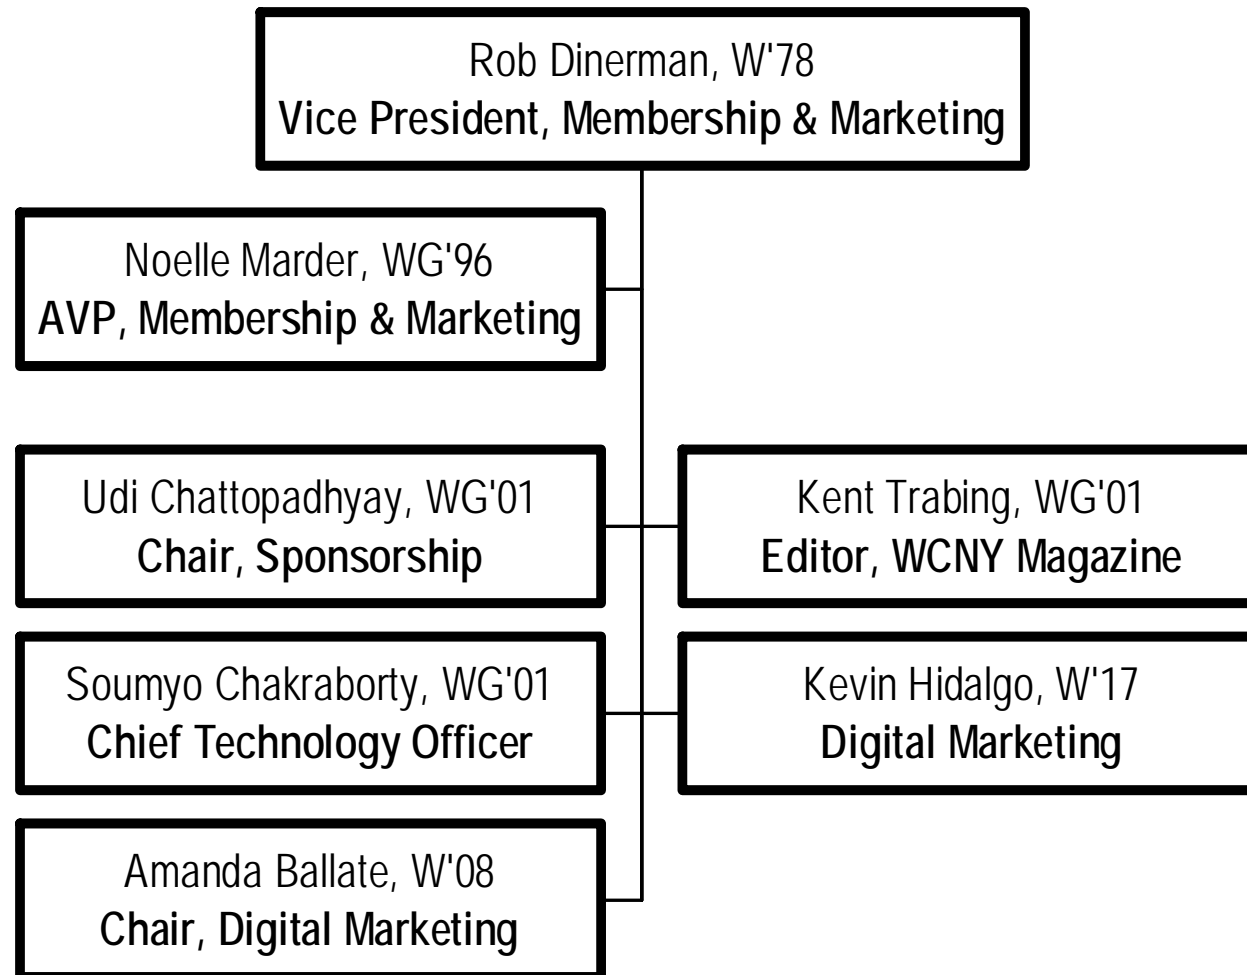 Rob Dinerman, W'78
Vice President, Membership & Marketing
Noelle Marder, WG'96
AVP, Membership & Marketing
Udi Chattopadhyay, WG'01
Chair, Sponsorship
Kent Trabing, WG'01
Editor, WCNY Magazine
Soumyo Chakraborty, WG'01
Chief Technology Officer
Kevin Hidalgo, W'17
Digital Marketing
Amanda Ballate, W'08
Chair, Digital Marketing